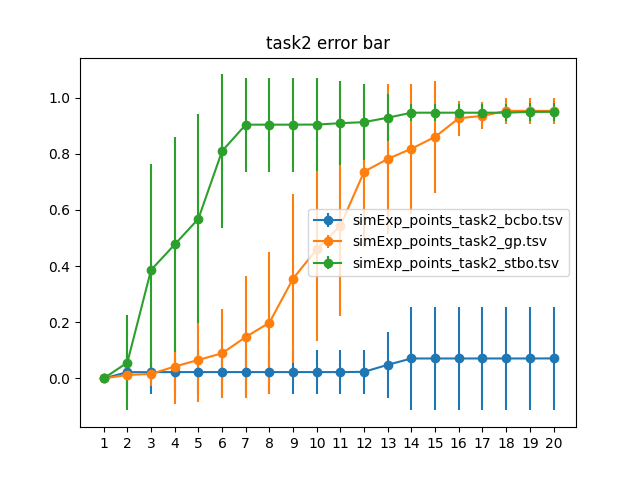 task2 error bar
1.0
0.8
0.6
0.4
0.2
0.0
simExp_points_task2_bcbo.tsv
simExp_points_task2_gp.tsv
simExp_points_task2_stbo.tsv
1 2 3 4 5 6 7 8 9 10 11 12 13 14 15 16 17 18 19 20